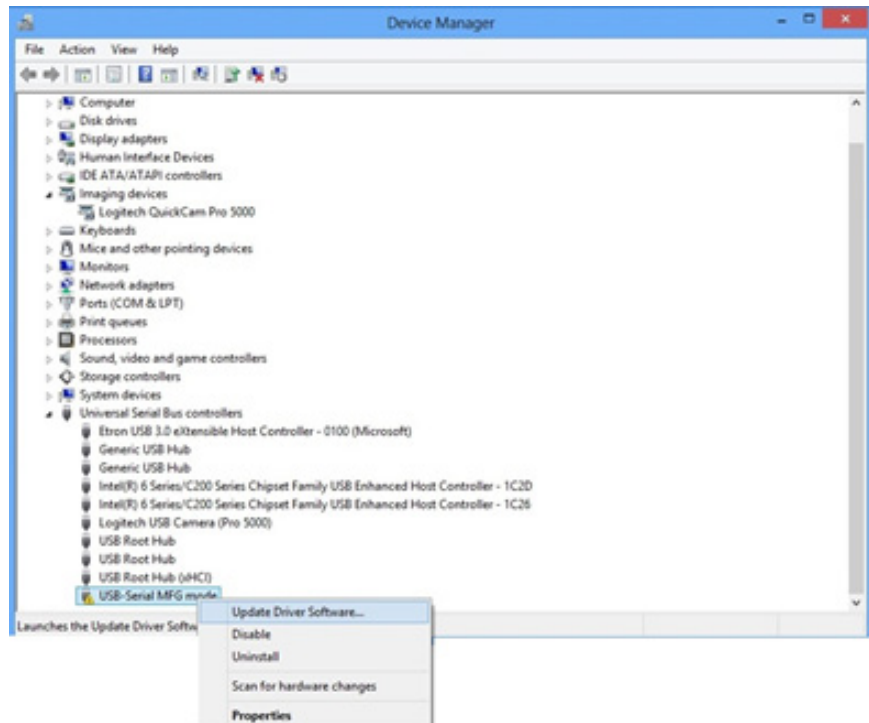 Device Manager
File Action View Help
Computer
Disk drives
Display adapters
Human Interface Devices
IDE ATA/ATAPI controllers
Imaging devices
Logitech QuickCam Pro 5000
Keyboards
Mice and other pointing devices
Monitors
Network adapters
Ports (COM & LPT)
Print queues
Processors
Sound, video and game controllers
Storage controllers
System devices
Universal Serial Bus controllers
Etron USB 3.0 eXtensible Host Controller - 0100 (Microsoft)
Generic USB Hub
Generic USB Hub
Intel(R) 6 Series/C200 Series Chipset Family USB Enhanced Host Controller - 1C2D
Intel(R) 6 Series/C200 Series Chipset Family USB Enhanced Host Controller - 1C26
Logitech USB Camera (Pro 5000)
USB Root Hub
USB Root Hub
USB Root Hub (xHCI)
USB-Serial MFG mode
Update Driver Software...
Launches the Update Driver Softw
Disable
Uninstall
Scan for hardware changes
Properties